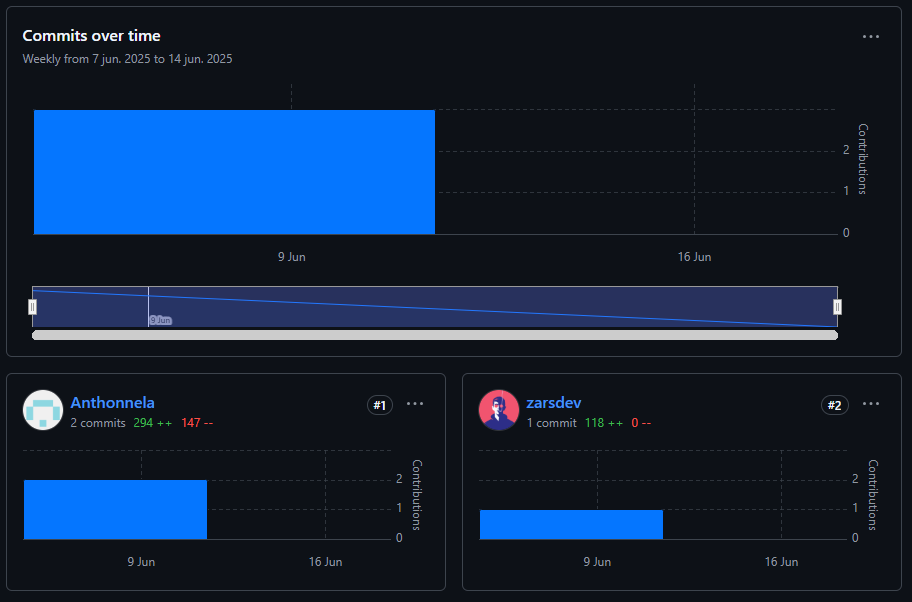 Commits over time
Weekly from 7 jun. 2025 to 14 jun. 2025
Contributions
2
1
0
9 Jun
16 Jun
9 Jun
Anthonnela
#1
2 commits 294 ++ 147 --
Contributions
2
1
0
9 Jun
16 Jun
zarsdev
#2
1 commit 118 ++ 0 --
Contributions
2
1
0
9 Jun
16 Jun